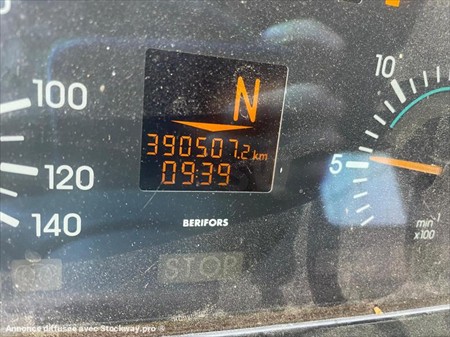 100
120
140
N
390507.2 km
09:39
BERIFORS
STOP
10
5
min-1
x100
Annonce diffusée avec Stockway.pro